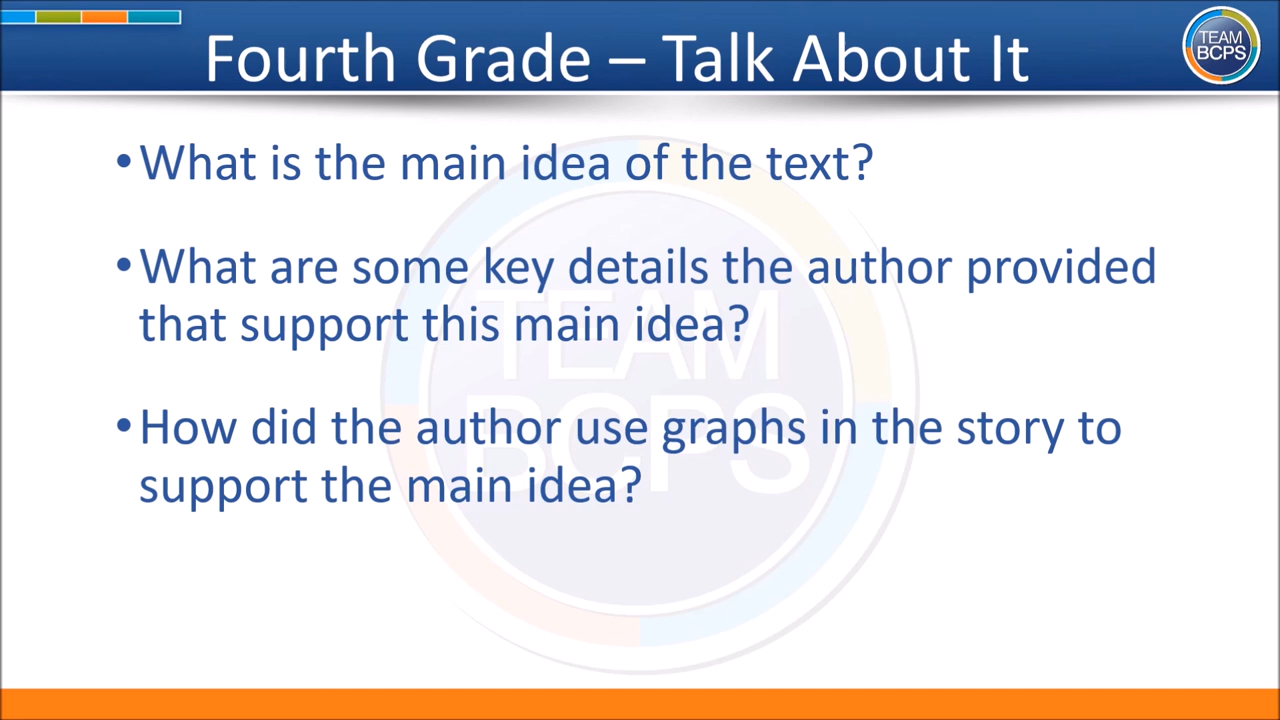 Fourth Grade – Talk About It
TEAM
BCPS
•What is the main idea of the text?
•What are some key details the author provided
that support this main idea?
•How did the author use graphs in the story to
support the main idea?
TEAM
BCPS